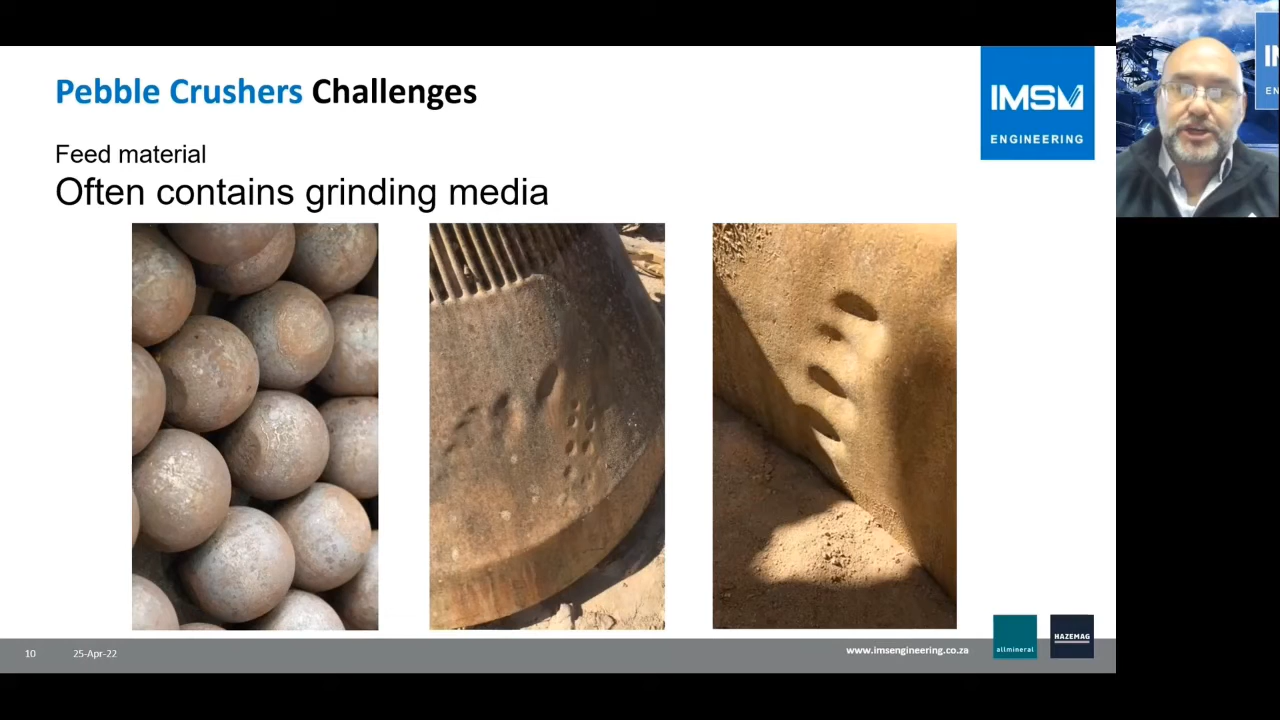 Pebble Crushers Challenges
IMS
ENGINEERING
Feed material
Often contains grinding media
10
25-Apr-22
www.imsengineering.co.za
allmineral
HAZEMAG